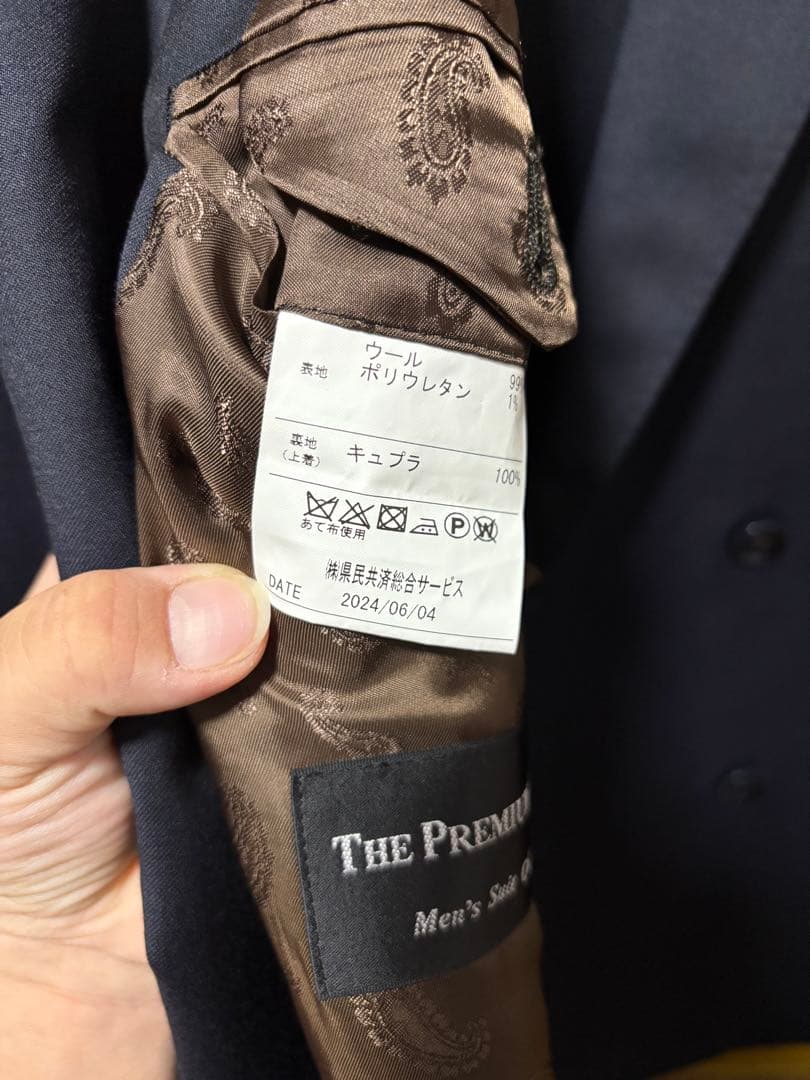 ウール 99
表地 ポリウレタン 1%
裏地
(上着) キュプラ 100%
P W
あて布使用
㈱県民共済総合サービス
DATE 2024/06/04
THE PREMIUM
Men's Suit